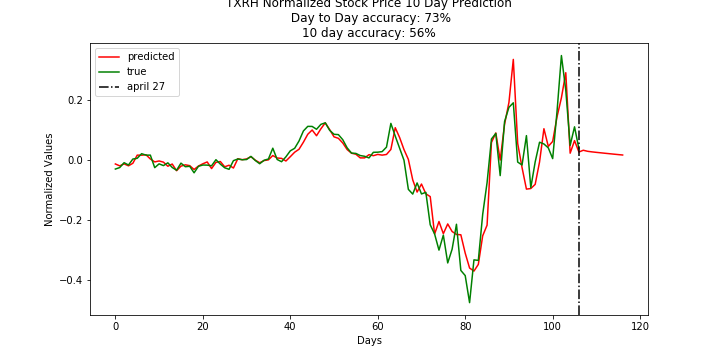 TXRH Normalized Stock Price 10 Day Prediction
Day to Day accuracy: 73%
10 day accuracy: 56%
predicted
true
april 27
Normalized Values
0.2
0.0
−0.2
−0.4
0
20
40
60
80
100
120
Days